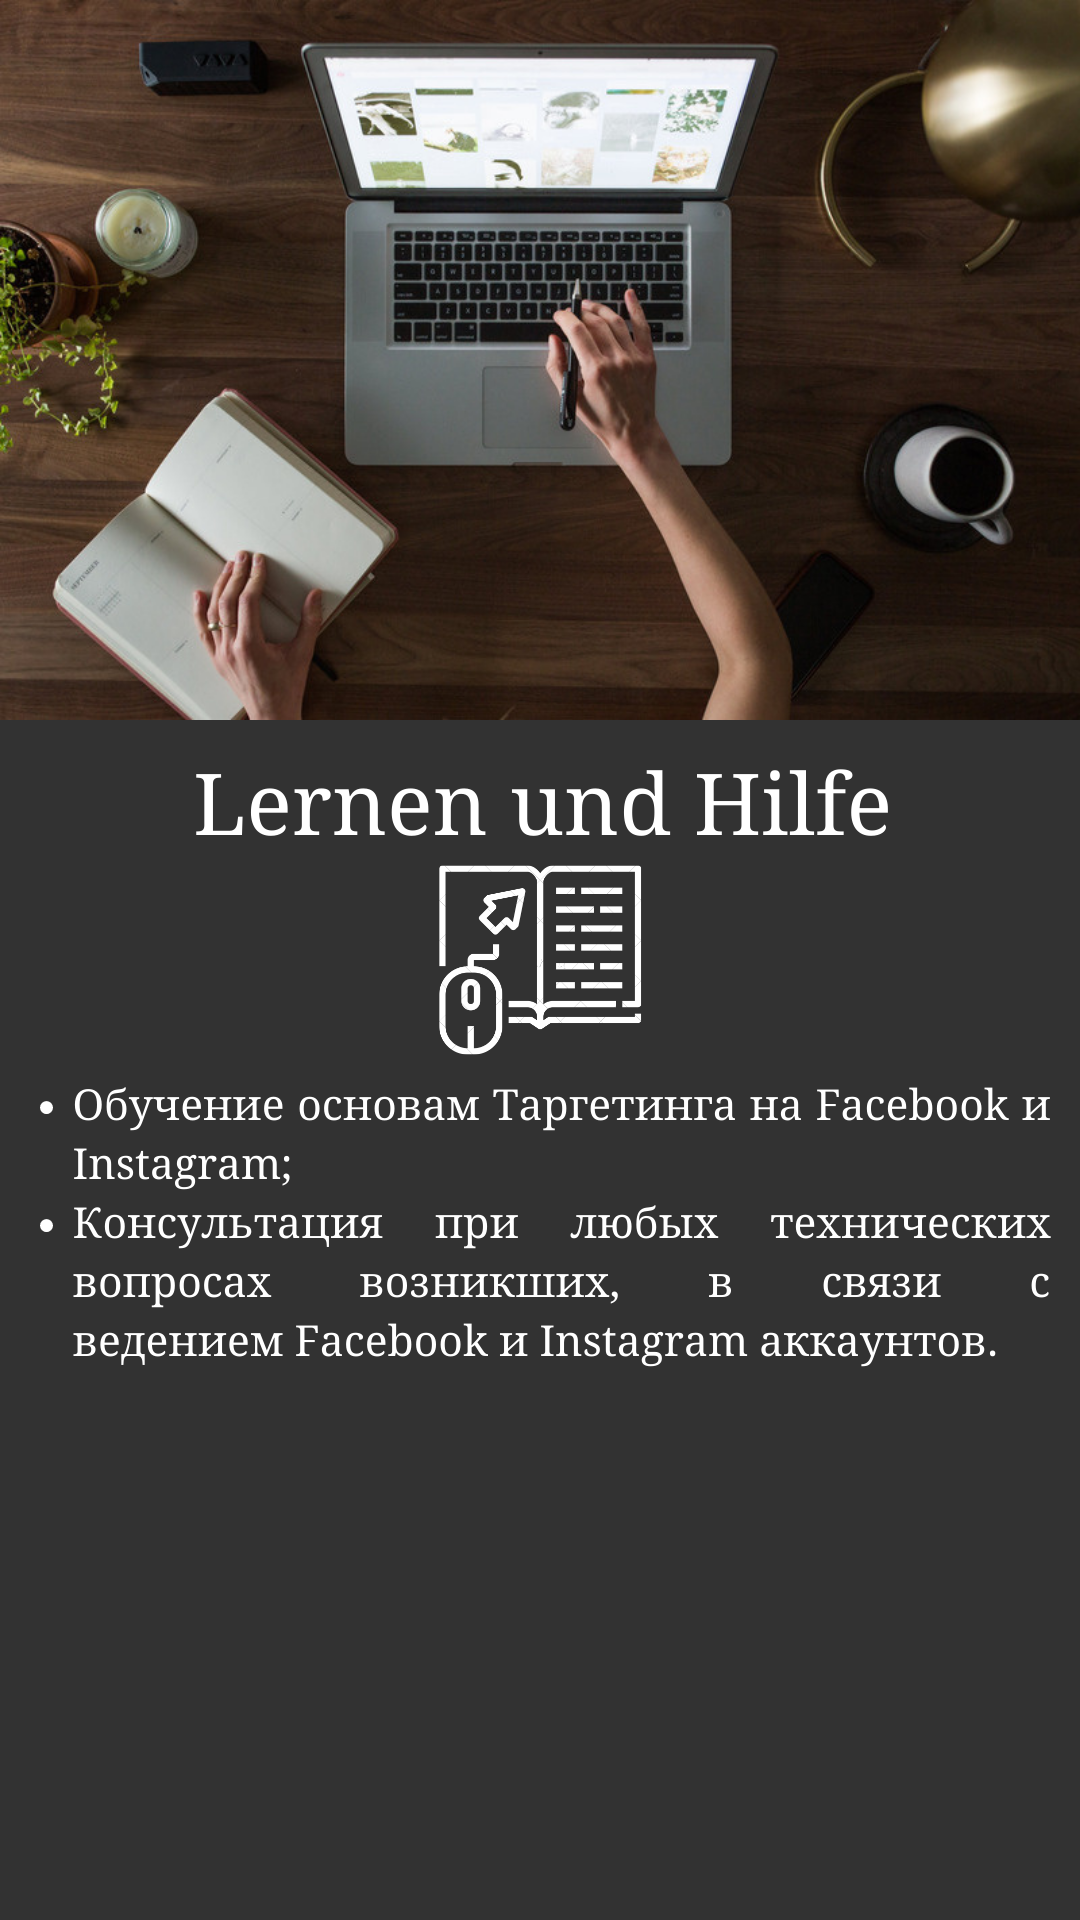 Lernen und Hilfe
• Обучение основам Таргетинга на Facebook и
Instagram;
• Консультация при любых технических
вопросах возникших, в связи с
ведением Facebook и Instagram аккаунтов.